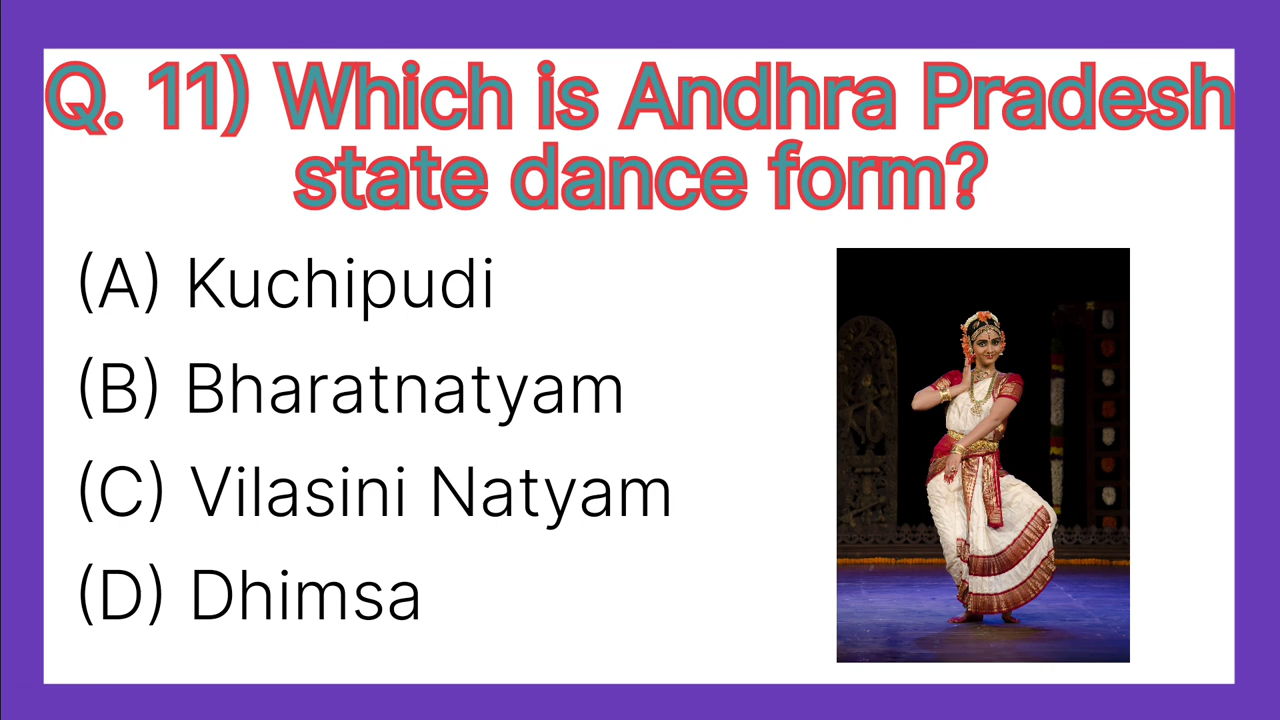 Q. 11) Which is Andhra Pradesh
state dance form?
(A) Kuchipudi
(B) Bharatnatyam
(C) Vilasini Natyam
(D) Dhimsa